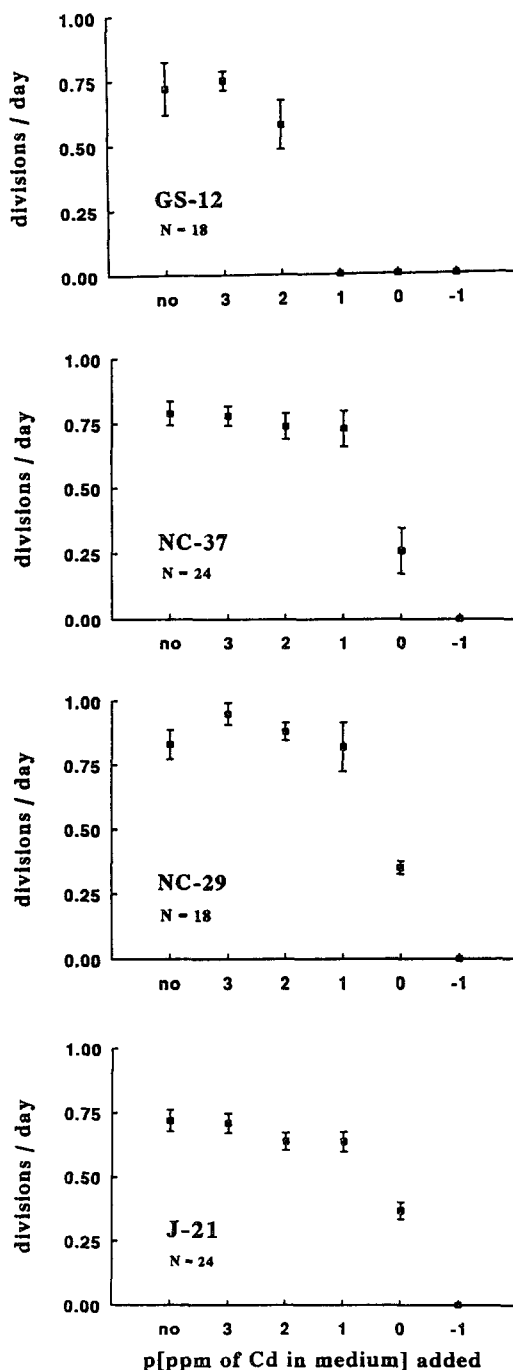 divisions / day
1.00
0.75
0.50
0.25
0.00
GS-12
N = 18
no 3 2 1 0 -1
divisions / day
1.00
0.75
0.50
0.25
0.00
NC-37
N = 24
no 3 2 1 0 -1
divisions / day
1.00
0.75
0.50
0.25
0.00
NC-29
N = 18
no 3 2 1 0 -1
divisions / day
1.00
0.75
0.50
0.25
0.00
J-21
N = 24
no 3 2 1 0 -1
p[ppm of Cd in medium] added